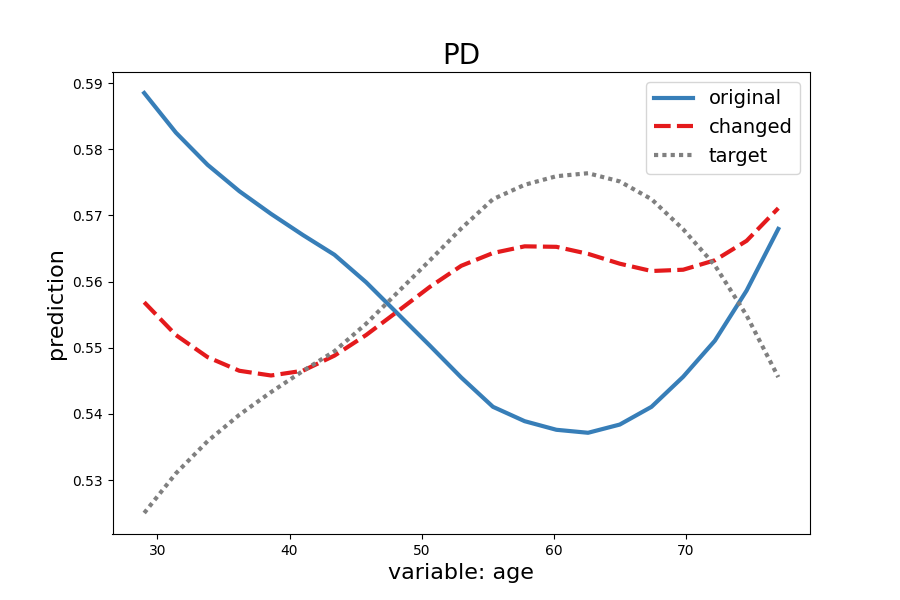 PD
original
changed
target
prediction
0.59
0.58
0.57
0.56
0.55
0.54
0.53
30 40 50 60 70
variable: age